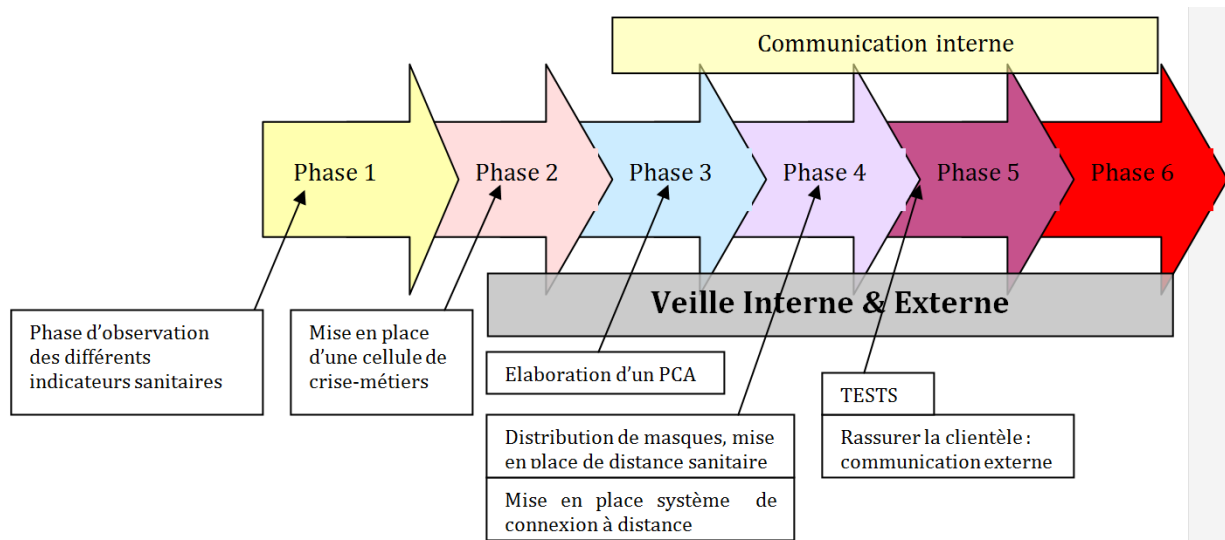 Communication interne
Phase 1
Phase 2
Phase 3
Phase 4
Phase 5
Phase 6
Veille Interne & Externe
Phase d’observation
des différents
indicateurs sanitaires
Mise en place
d’une cellule de
crise-métiers
Elaboration d’un PCA
Distribution de masques, mise
en place de distance sanitaire
Mise en place système de
connexion à distance
TESTS
Rassurer la clientèle :
communication externe